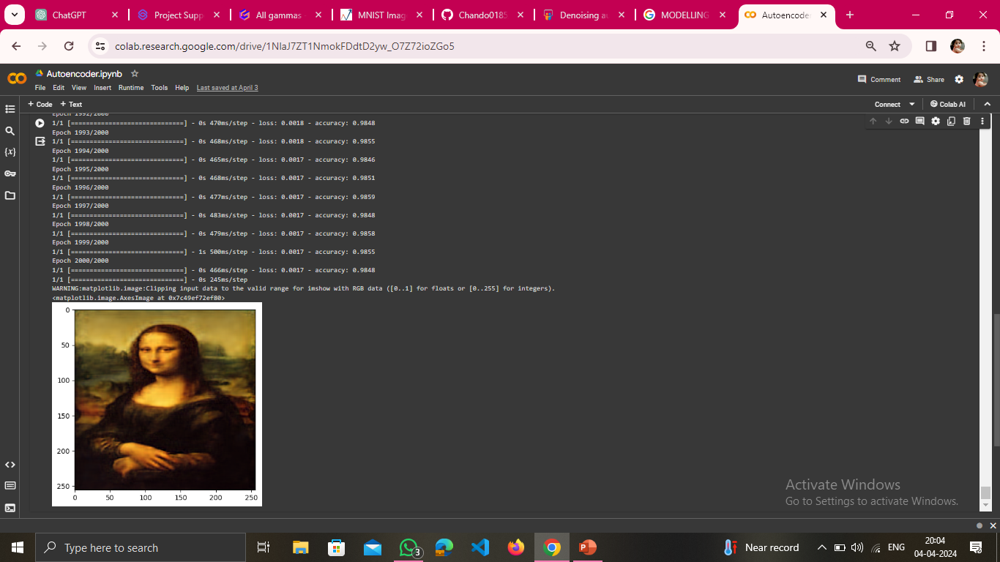 ChatGPT
Project Supp
All gammas
MNIST Imag
Chando0185
Denoising au
MODELLING
Autoencoder
colab.research.google.com/drive/1NlaJ7ZT1NmokFDdtD2yw_O7Z72ioZGo5
Autoencoder.ipynb
Comment
Share
File Edit View Insert Runtime Tools Help Last saved at April 3
+ Code + Text
Connect
Colab AI
Epoch 1992/2000
1/1 [==============================] - 0s 470ms/step - loss: 0.0018 - accuracy: 0.9848
Epoch 1993/2000
1/1 [==============================] - 0s 468ms/step - loss: 0.0018 - accuracy: 0.9855
Epoch 1994/2000
1/1 [==============================] - 0s 465ms/step - loss: 0.0017 - accuracy: 0.9846
Epoch 1995/2000
1/1 [==============================] - 0s 468ms/step - loss: 0.0017 - accuracy: 0.9851
Epoch 1996/2000
1/1 [==============================] - 0s 477ms/step - loss: 0.0017 - accuracy: 0.9859
Epoch 1997/2000
1/1 [==============================] - 0s 483ms/step - loss: 0.0017 - accuracy: 0.9848
Epoch 1998/2000
1/1 [==============================] - 0s 479ms/step - loss: 0.0017 - accuracy: 0.9858
Epoch 1999/2000
1/1 [==============================] - 1s 500ms/step - loss: 0.0017 - accuracy: 0.9855
Epoch 2000/2000
1/1 [==============================] - 0s 466ms/step - loss: 0.0017 - accuracy: 0.9848
1/1 [==============================] - 0s 245ms/step
WARNING:matplotlib.image:Clipping input data to the valid range for imshow with RGB data ([0..1] for floats or [0..255] for integers).
<matplotlib.image.AxesImage at 0x7c49ef72ef80>
0
50
100
150
200
250
0 50 100 150 200 250
Activate Windows
Go to Settings to activate Windows.
Type here to search
3
Near record
ENG
20:04
04-04-2024